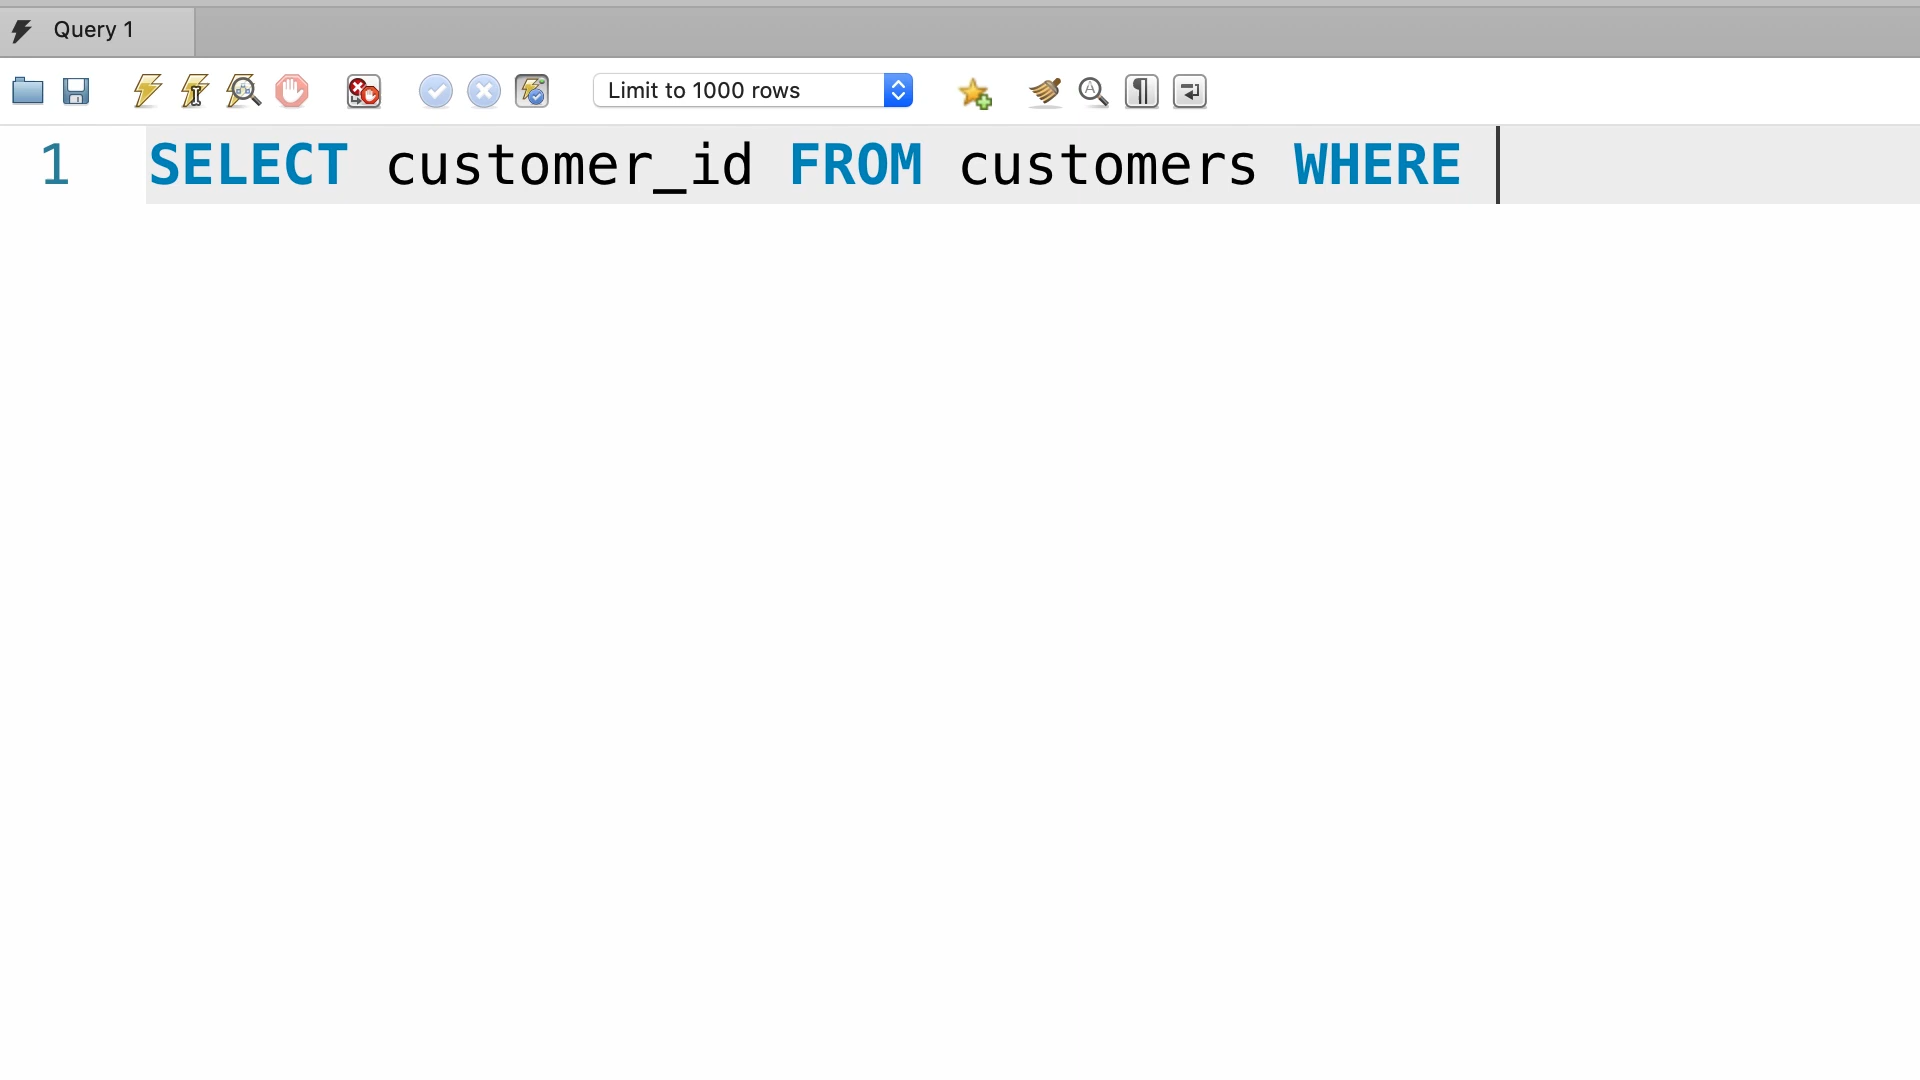 Query 1
Limit to 1000 rows
1 SELECT customer_id FROM customers WHERE